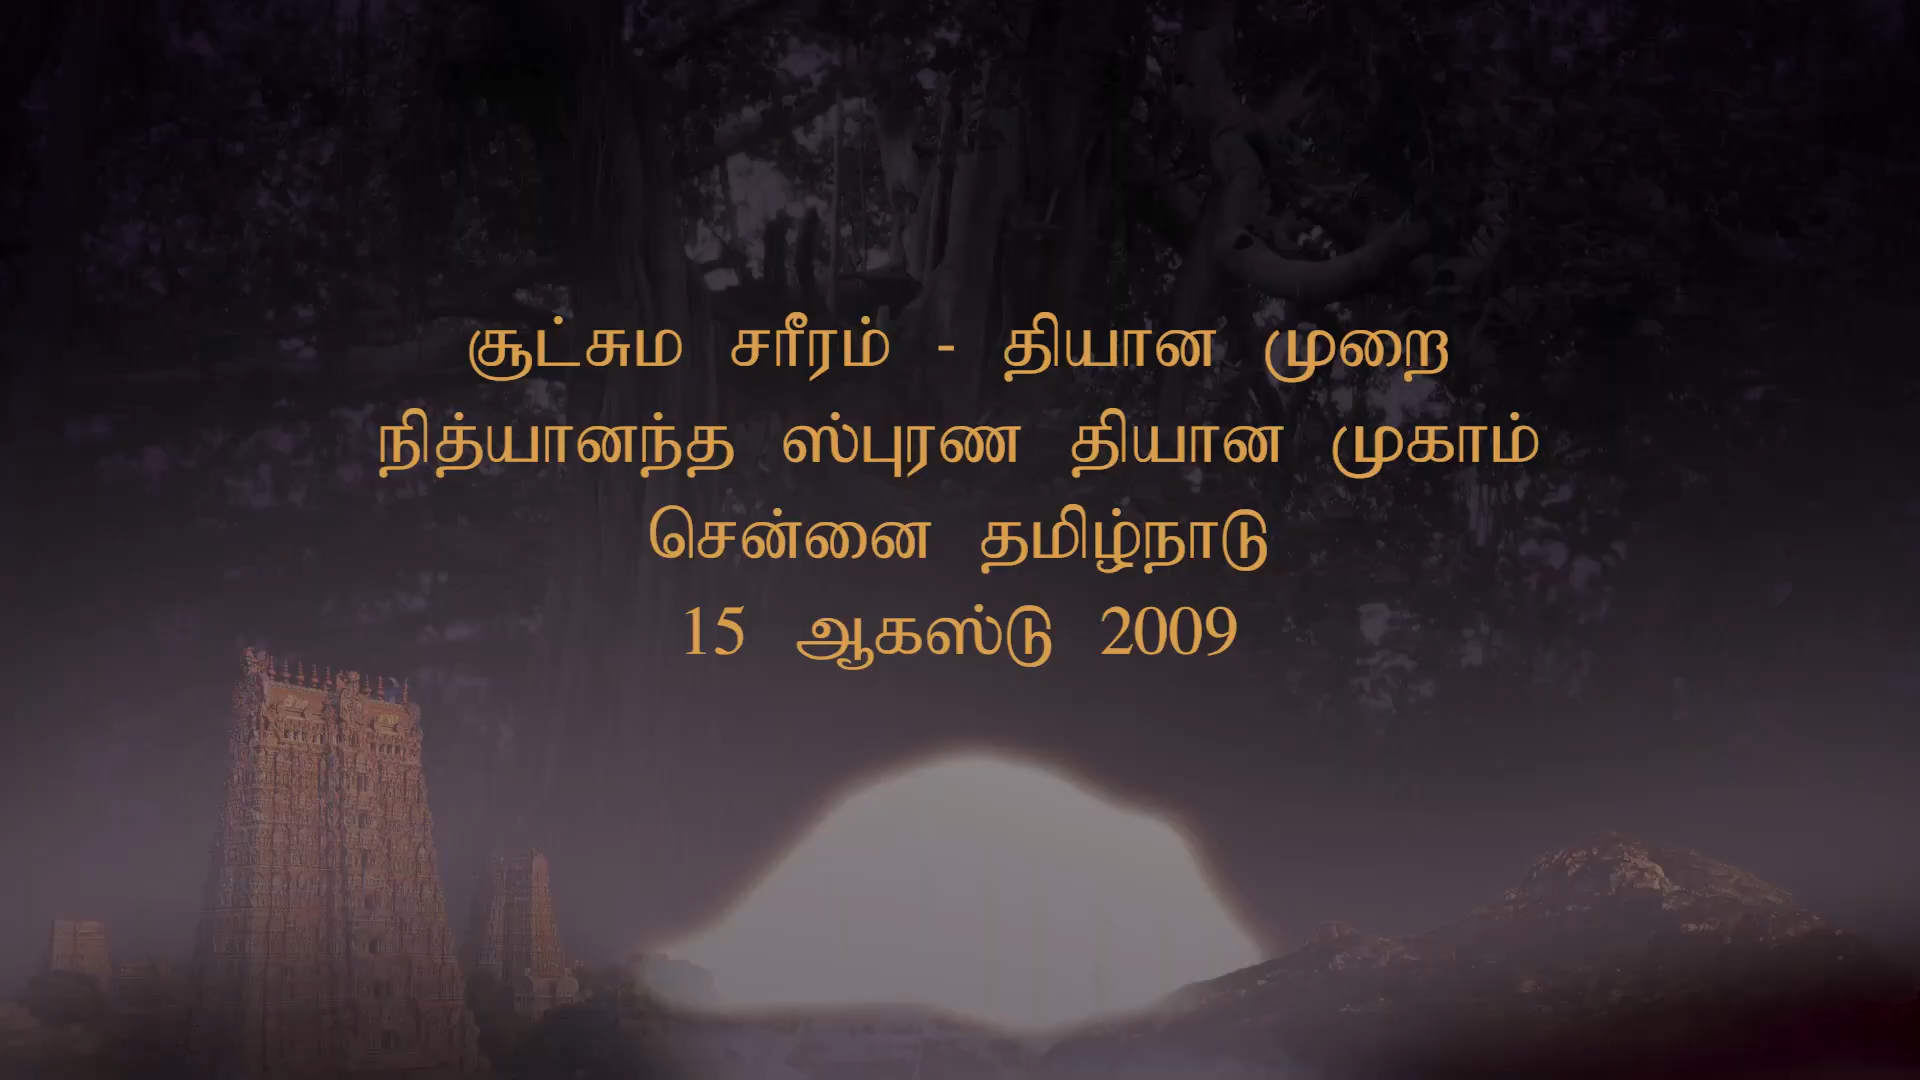 சூட்சும சரீரம் - தியான முறை
நித்யானந்த ஸ்புரண தியான முகாம்
சென்னை தமிழ்நாடு
15 ஆகஸ்டு 2009